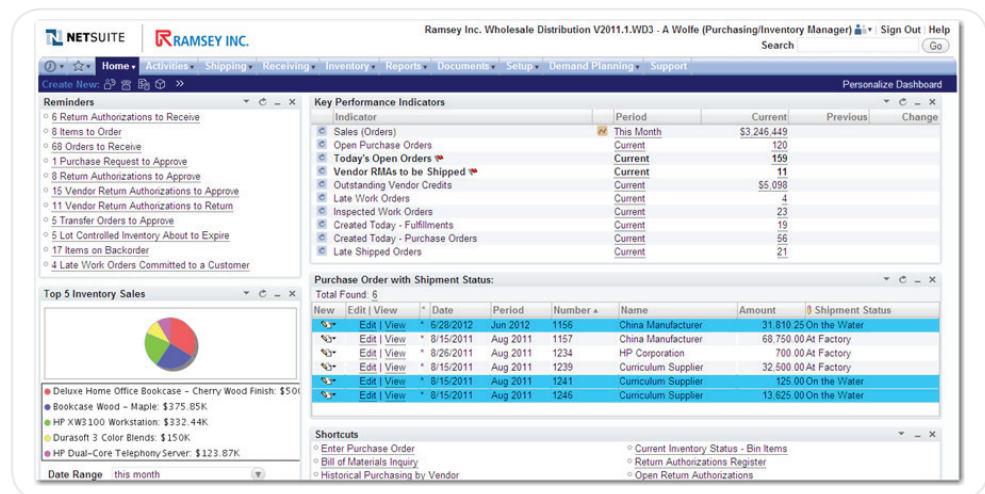 NETSUITE
RAMSEY INC.
Ramsey Inc. Wholesale Distribution V2011.1.WD3 - A Wolfe (Purchasing/Inventory Manager) Sign Out Help
Search Go
Home Activities Shipping Receiving Inventory Reports Documents Setup Demand Planning Support
Create New: » Personalize Dashboard
Reminders
6 Return Authorizations to Receive
8 Items to Order
68 Orders to Receive
1 Purchase Request to Approve
8 Return Authorizations to Approve
15 Vendor Return Authorizations to Approve
11 Vendor Return Authorizations to Return
5 Transfer Orders to Approve
5 Lot Controlled Inventory About to Expire
17 Items on Backorder
4 Late Work Orders Committed to a Customer
Top 5 Inventory Sales
Deluxe Home Office Bookcase - Cherry Wood Finish: $500
Bookcase Wood - Maple: $375.85K
HP XW3100 Workstation: $332.44K
Durasoft 3 Color Blends: $150K
HP Dual-Core Telephony Server: $123.87K
Date Range this month
Key Performance Indicators
Indicator Period Current Previous Change
Sales (Orders) This Month $3,246,449
Open Purchase Orders Current 120
Today's Open Orders Current 159
Vendor RMAs to be Shipped Current 11
Outstanding Vendor Credits Current $5,098
Late Work Orders Current 4
Inspected Work Orders Current 23
Created Today - Fulfillments Current 19
Created Today - Purchase Orders Current 56
Late Shipped Orders Current 21
Purchase Order with Shipment Status:
Total Found: 6
New Edit | View * Date Period Number Name Amount Shipment Status
Edit | View * 6/28/2012 Jun 2012 1156 China Manufacturer 31,810.25 On the Water
Edit | View * 8/15/2011 Aug 2011 1157 China Manufacturer 68,750.00 At Factory
Edit | View * 8/26/2011 Aug 2011 1234 HP Corporation 700.00 At Factory
Edit | View * 8/15/2011 Aug 2011 1239 Curriculum Supplier 32,500.00 At Factory
Edit | View * 8/15/2011 Aug 2011 1241 Curriculum Supplier 125.00 On the Water
Edit | View * 8/15/2011 Aug 2011 1246 Curriculum Supplier 13,625.00 On the Water
Shortcuts
Enter Purchase Order Current Inventory Status - Bin Items
Bill of Materials Inquiry Return Authorizations Register
Historical Purchasing by Vendor Open Return Authorizations